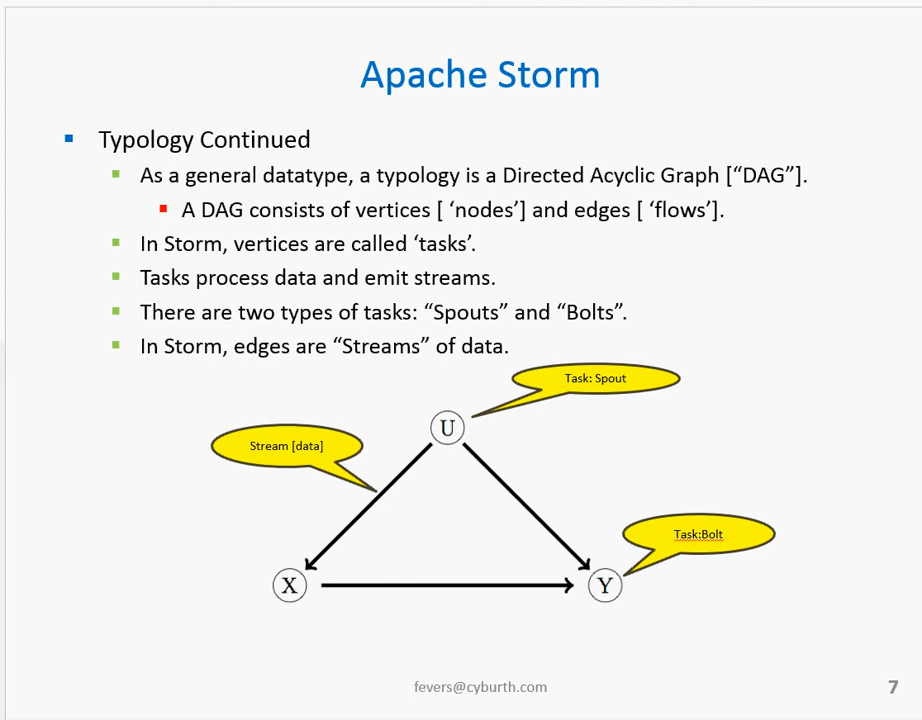 Apache Storm
Typology Continued
As a general datatype, a typology is a Directed Acyclic Graph [“DAG”].
A DAG consists of vertices [ ‘nodes’] and edges [ ‘flows’].
In Storm, vertices are called ‘tasks’.
Tasks process data and emit streams.
There are two types of tasks: “Spouts” and “Bolts”.
In Storm, edges are “Streams” of data.
Task: Spout
U
Stream [data]
Task:Bolt
X
Y
fevers@cyburth.com
7